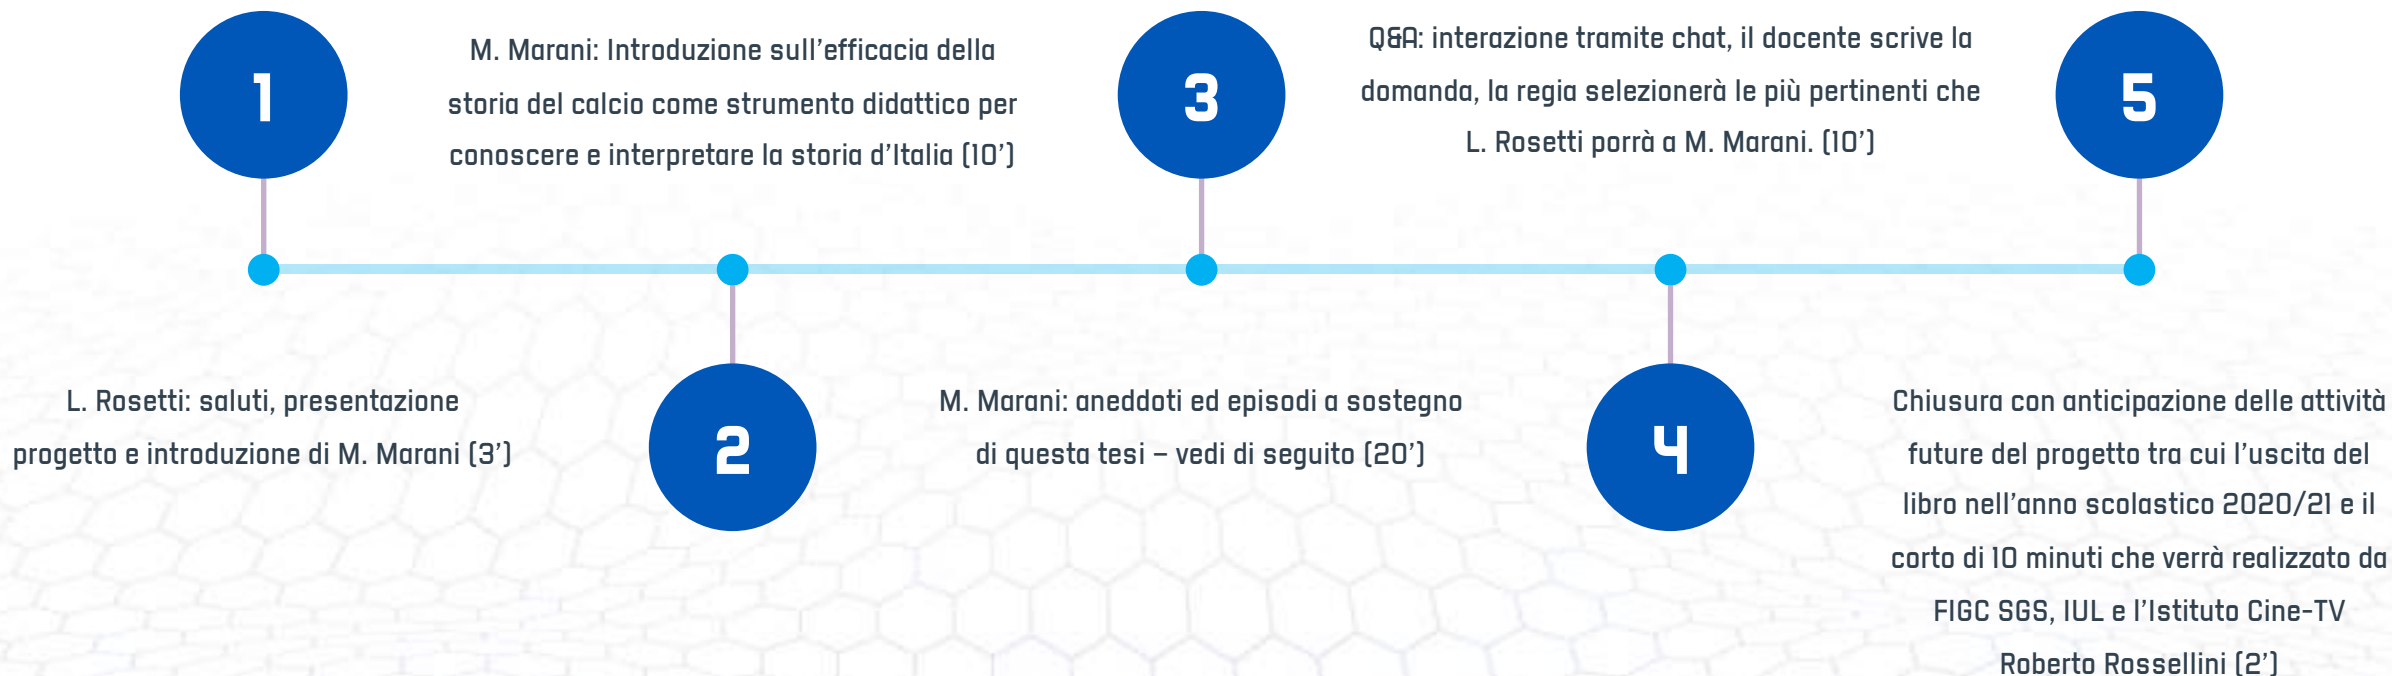 1
L. Rosetti: saluti, presentazione
progetto e introduzione di M. Marani (3’)
M. Marani: Introduzione sull’efficacia della
storia del calcio come strumento didattico per
conoscere e interpretare la storia d’Italia (10’)
2
3
M. Marani: aneddoti ed episodi a sostegno
di questa tesi – vedi di seguito (20’)
Q&A: interazione tramite chat, il docente scrive la
domanda, la regia selezionerà le più pertinenti che
L. Rosetti porrà a M. Marani. (10’)
4
5
Chiusura con anticipazione delle attività
future del progetto tra cui l’uscita del
libro nell’anno scolastico 2020/21 e il
corto di 10 minuti che verrà realizzato da
FIGC SGS, IUL e l’Istituto Cine-TV
Roberto Rossellini (2’)